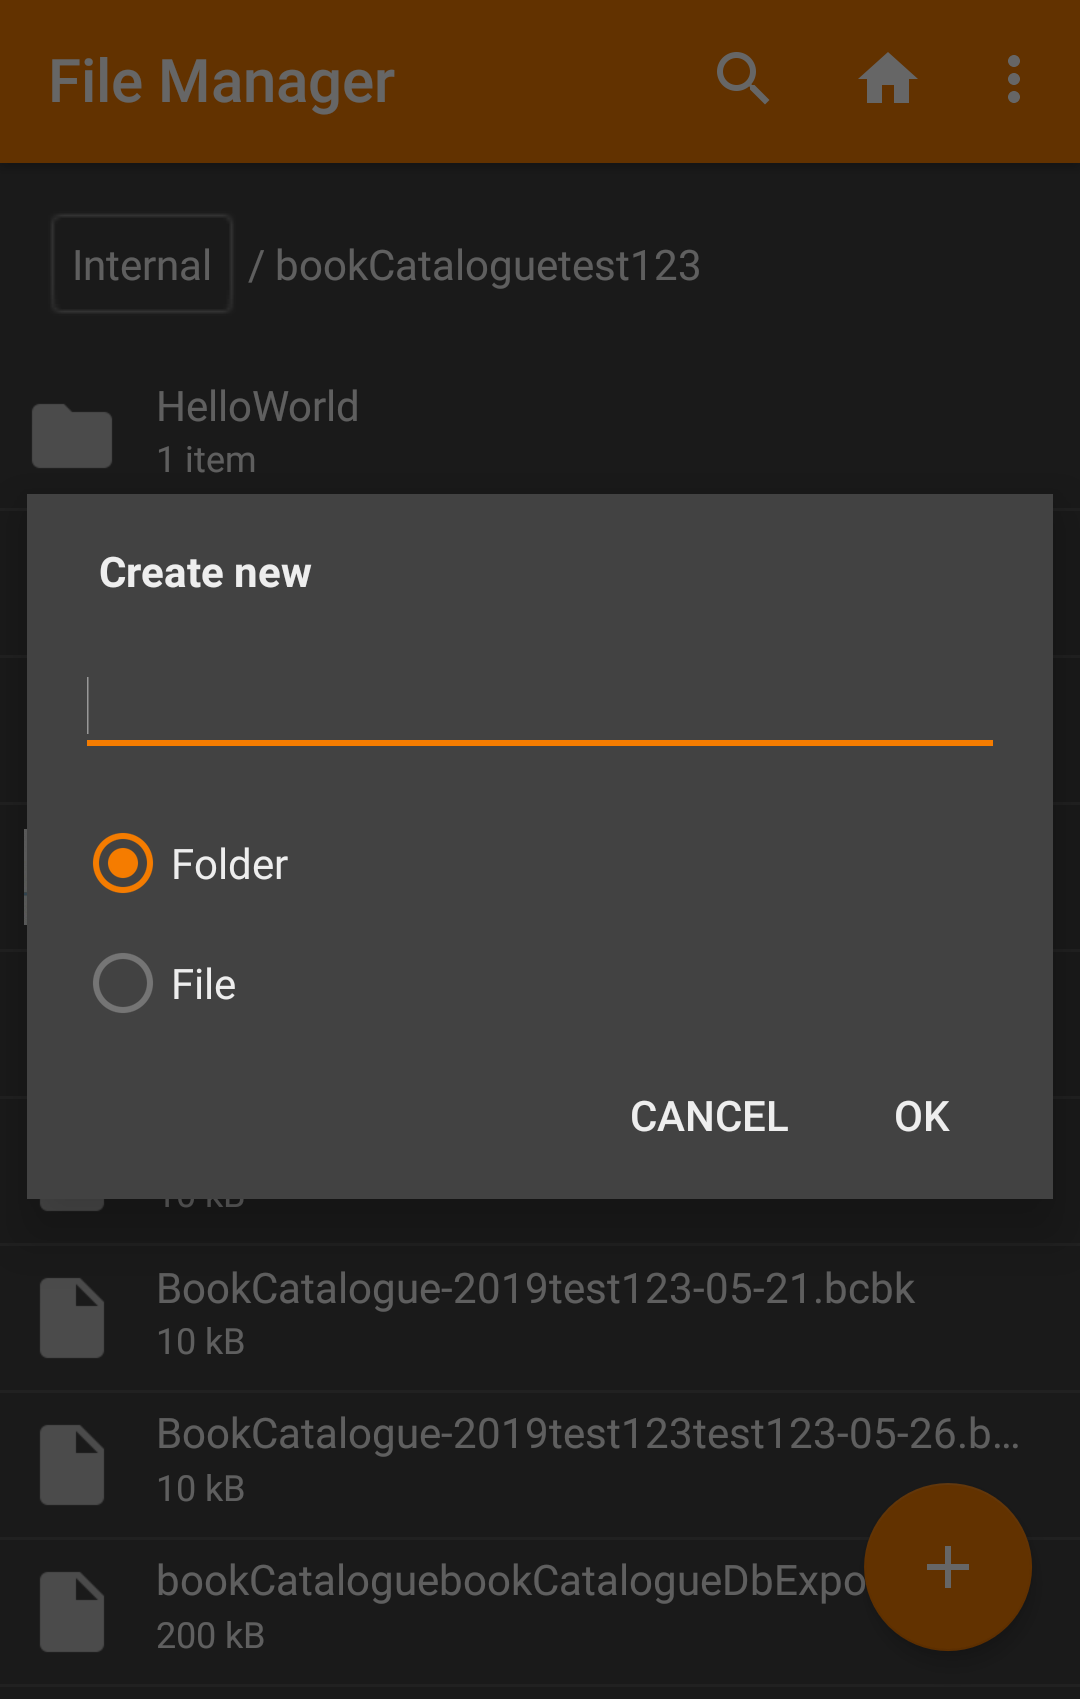 File Manager
Internal / bookCataloguetest123
HelloWorld
1 item
Create new
Folder
File
CANCEL OK
BookCatalogue-2019test123-05-21.bcbk
10 kB
BookCatalogue-2019test123test123-05-26.b...
10 kB
bookCataloguebookCatalogueDbExpo
200 kB